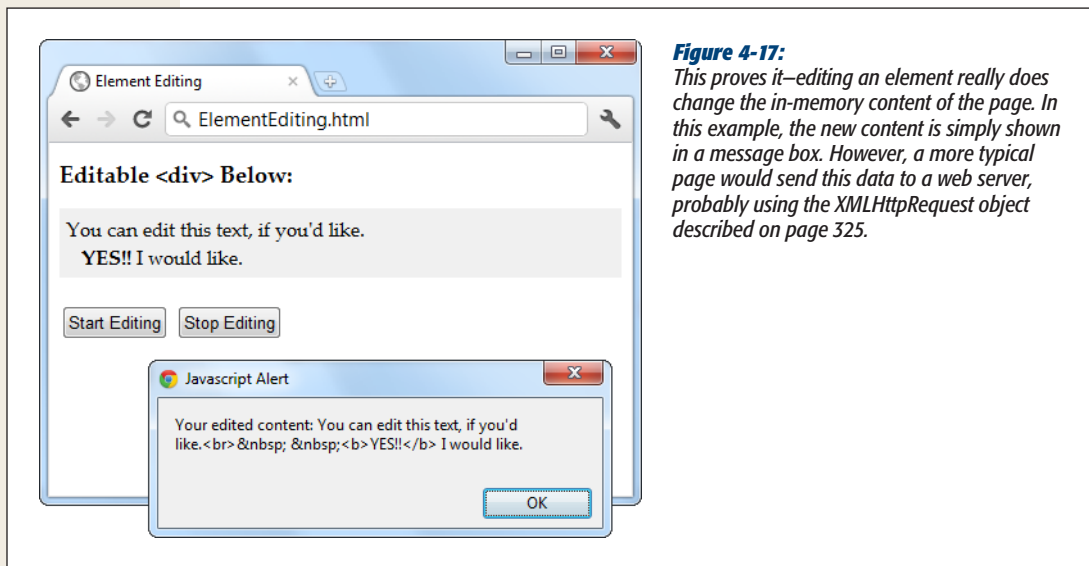 Element Editing
ElementEditing.html
Editable <div> Below:
You can edit this text, if you'd like.
YES!! I would like.
Start Editing
Stop Editing
Javascript Alert
Your edited content: You can edit this text, if you'd
like.<br>&nbsp; &nbsp;<b>YES!!</b> I would like.
OK
Figure 4-17:
This proves it—editing an element really does
change the in-memory content of the page. In
this example, the new content is simply shown
in a message box. However, a more typical
page would send this data to a web server,
probably using the XMLHttpRequest object
described on page 325.